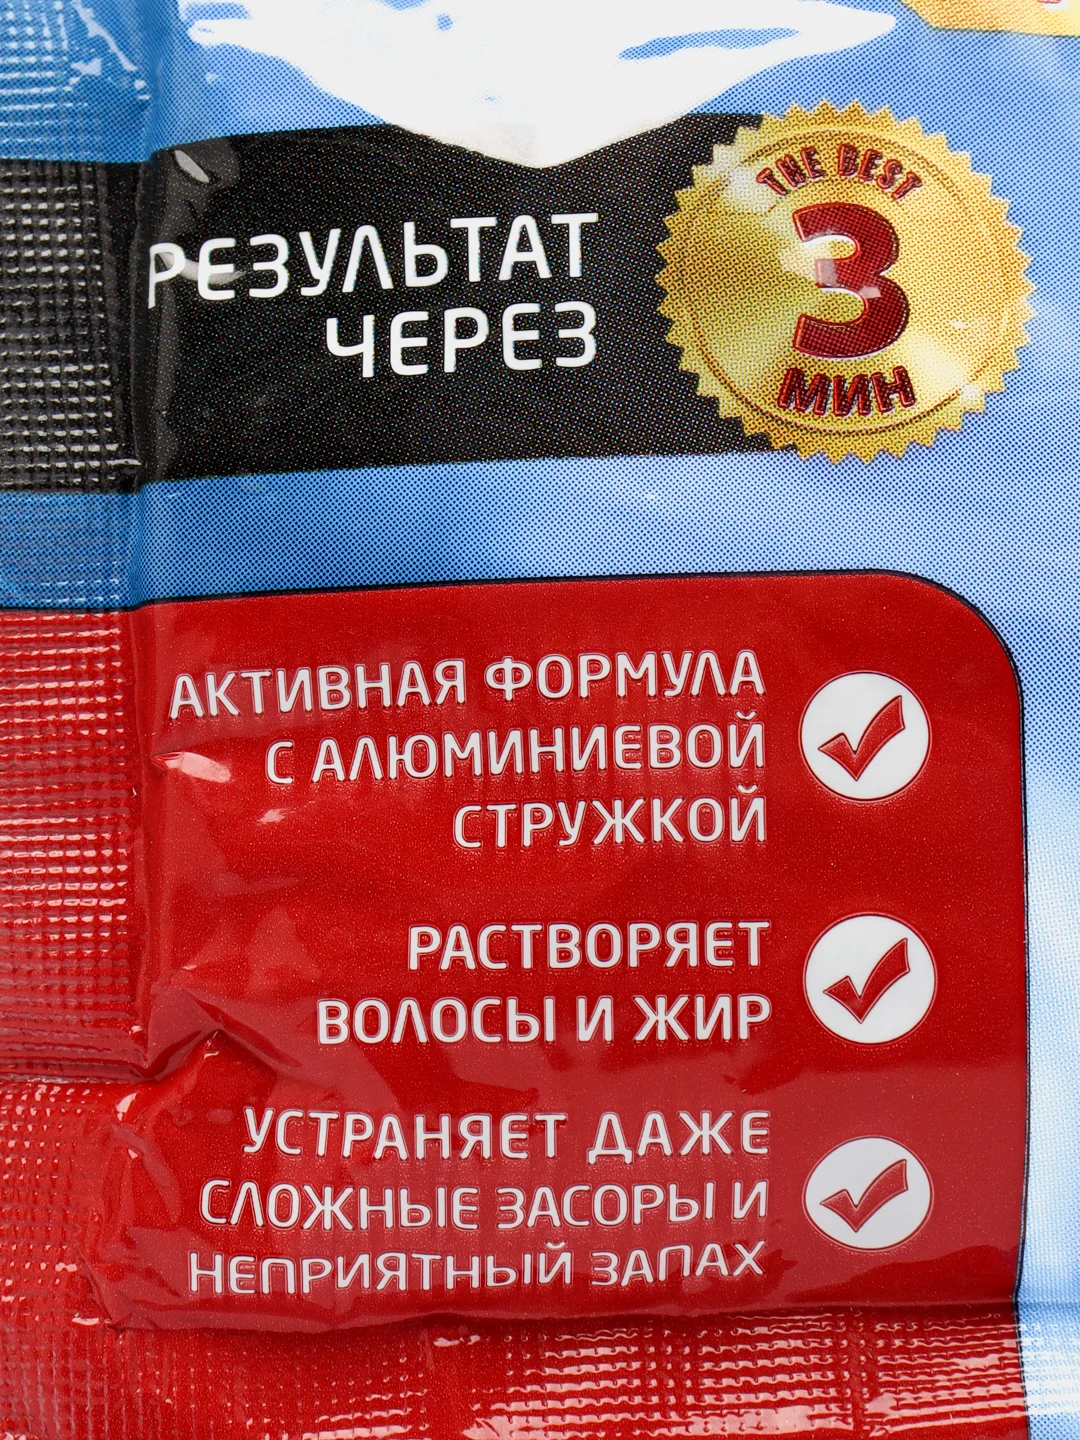 РЕЗУЛЬТАТ
ЧЕРЕЗ
THE BEST
3
МИН
АКТИВНАЯ ФОРМУЛА
С АЛЮМИНИЕВОЙ
СТРУЖКОЙ
РАСТВОРЯЕТ
ВОЛОСЫ И ЖИР
УСТРАНЯЕТ ДАЖЕ
СЛОЖНЫЕ ЗАСОРЫ И
НЕПРИЯТНЫЙ ЗАПАХ